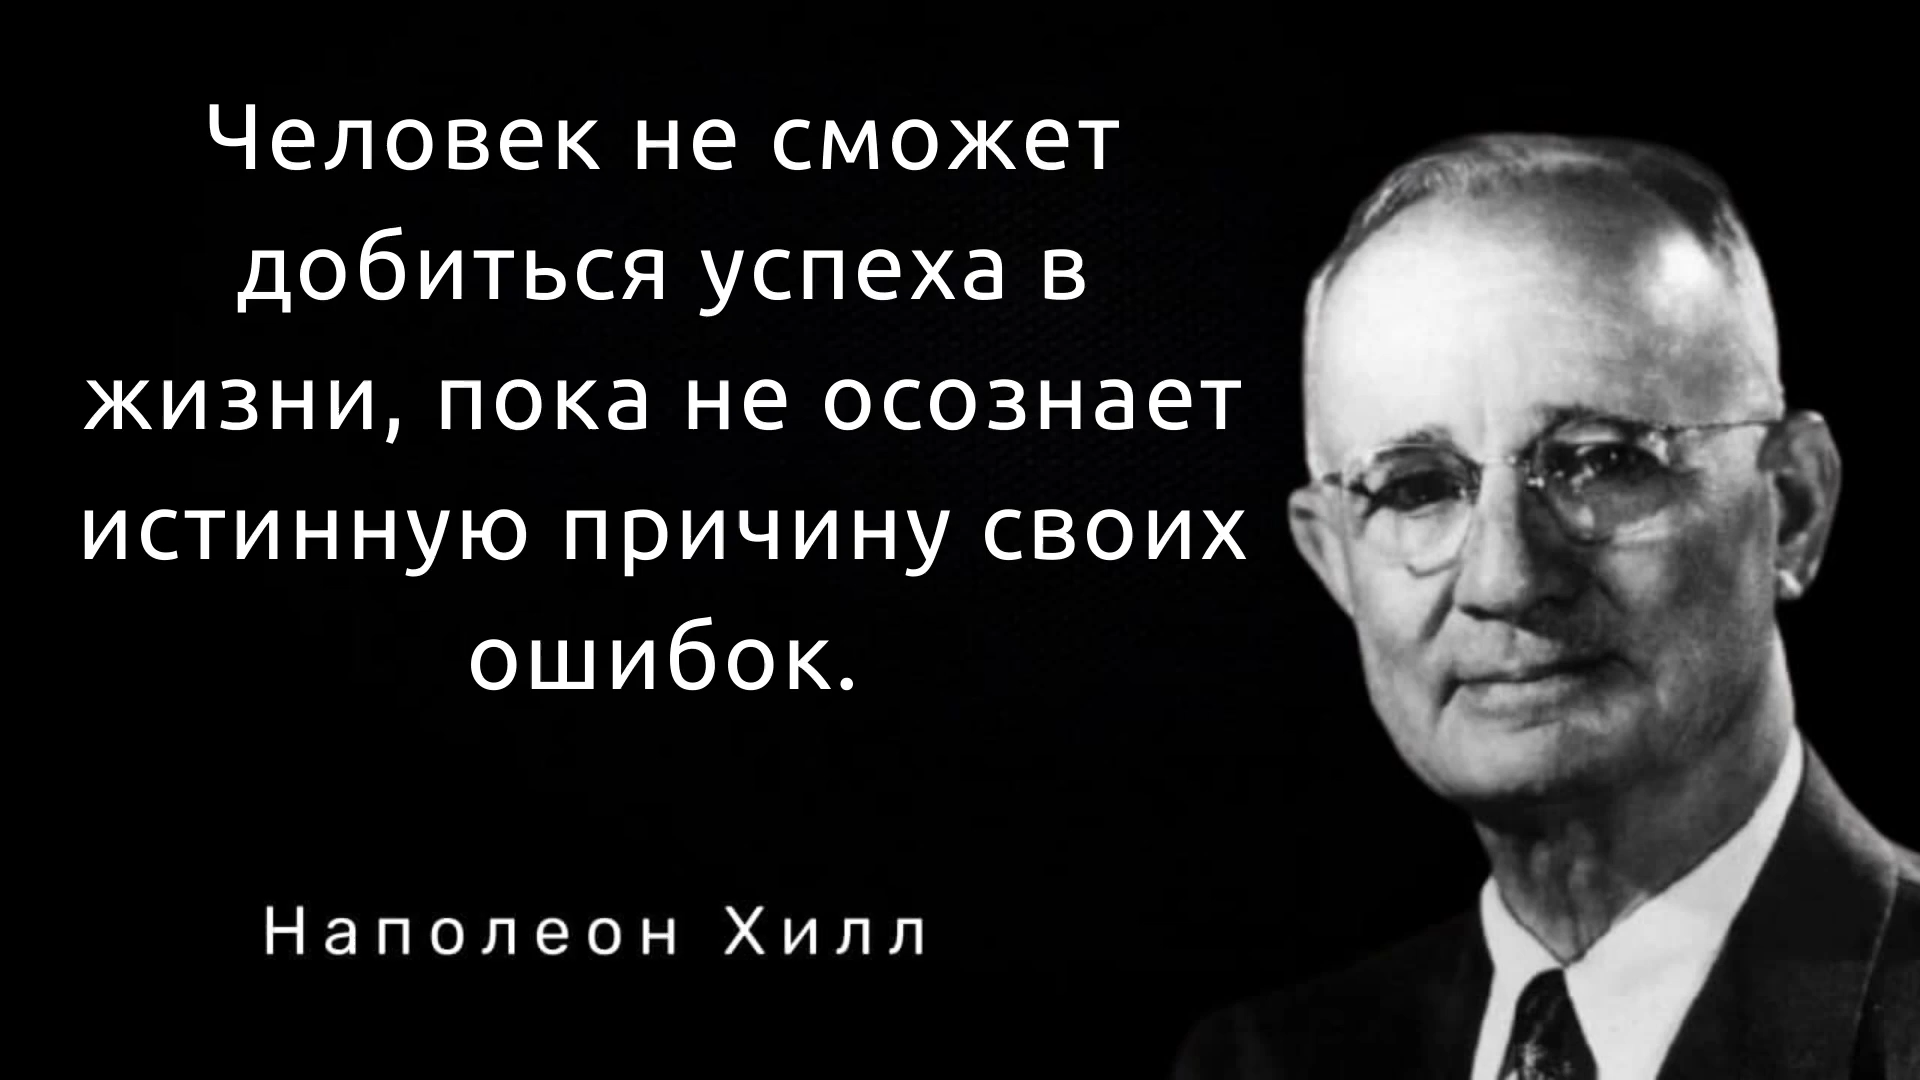 Человек не сможет
добиться успеха в
жизни, пока не осознает
истинную причину своих
ошибок.
Наполеон Хилл